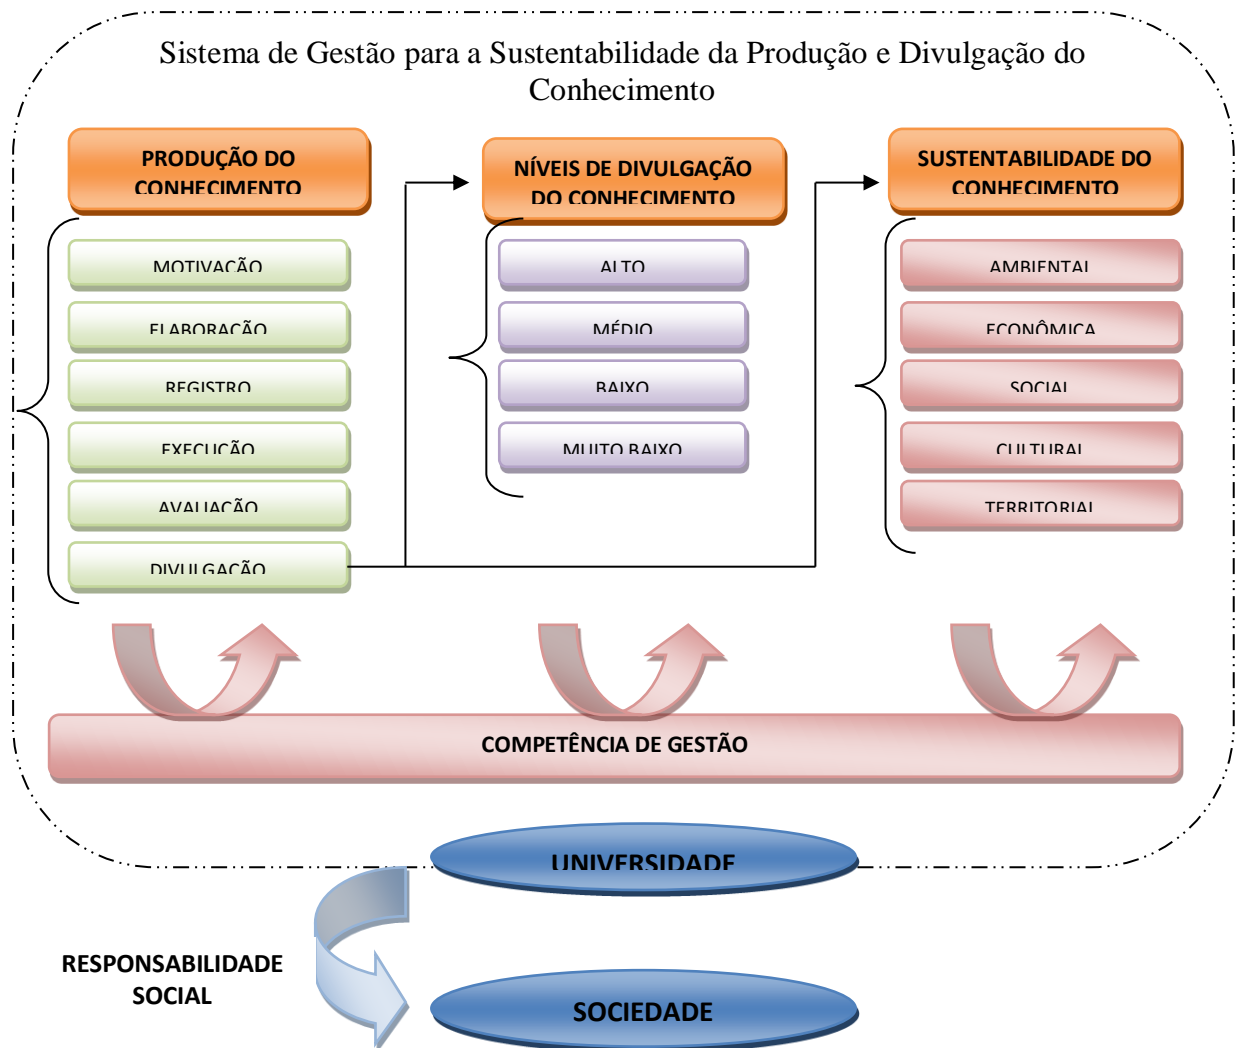 Sistema de Gestão para a Sustentabilidade da Produção e Divulgação do
Conhecimento
PRODUÇÃO DO
CONHECIMENTO
NÍVEIS DE DIVULGAÇÃO
DO CONHECIMENTO
SUSTENTABILIDADE DO
CONHECIMENTO
MOTIVAÇÃO
ELABORAÇÃO
REGISTRO
EXECUÇÃO
AVALIAÇÃO
DIVULGAÇÃO
ALTO
MÉDIO
BAIXO
MUITO BAIXO
AMBIENTAL
ECONÔMICA
SOCIAL
CULTURAL
TERRITORIAL
COMPETÊNCIA DE GESTÃO
UNIVERSIDADE
RESPONSABILIDADE
SOCIAL
SOCIEDADE